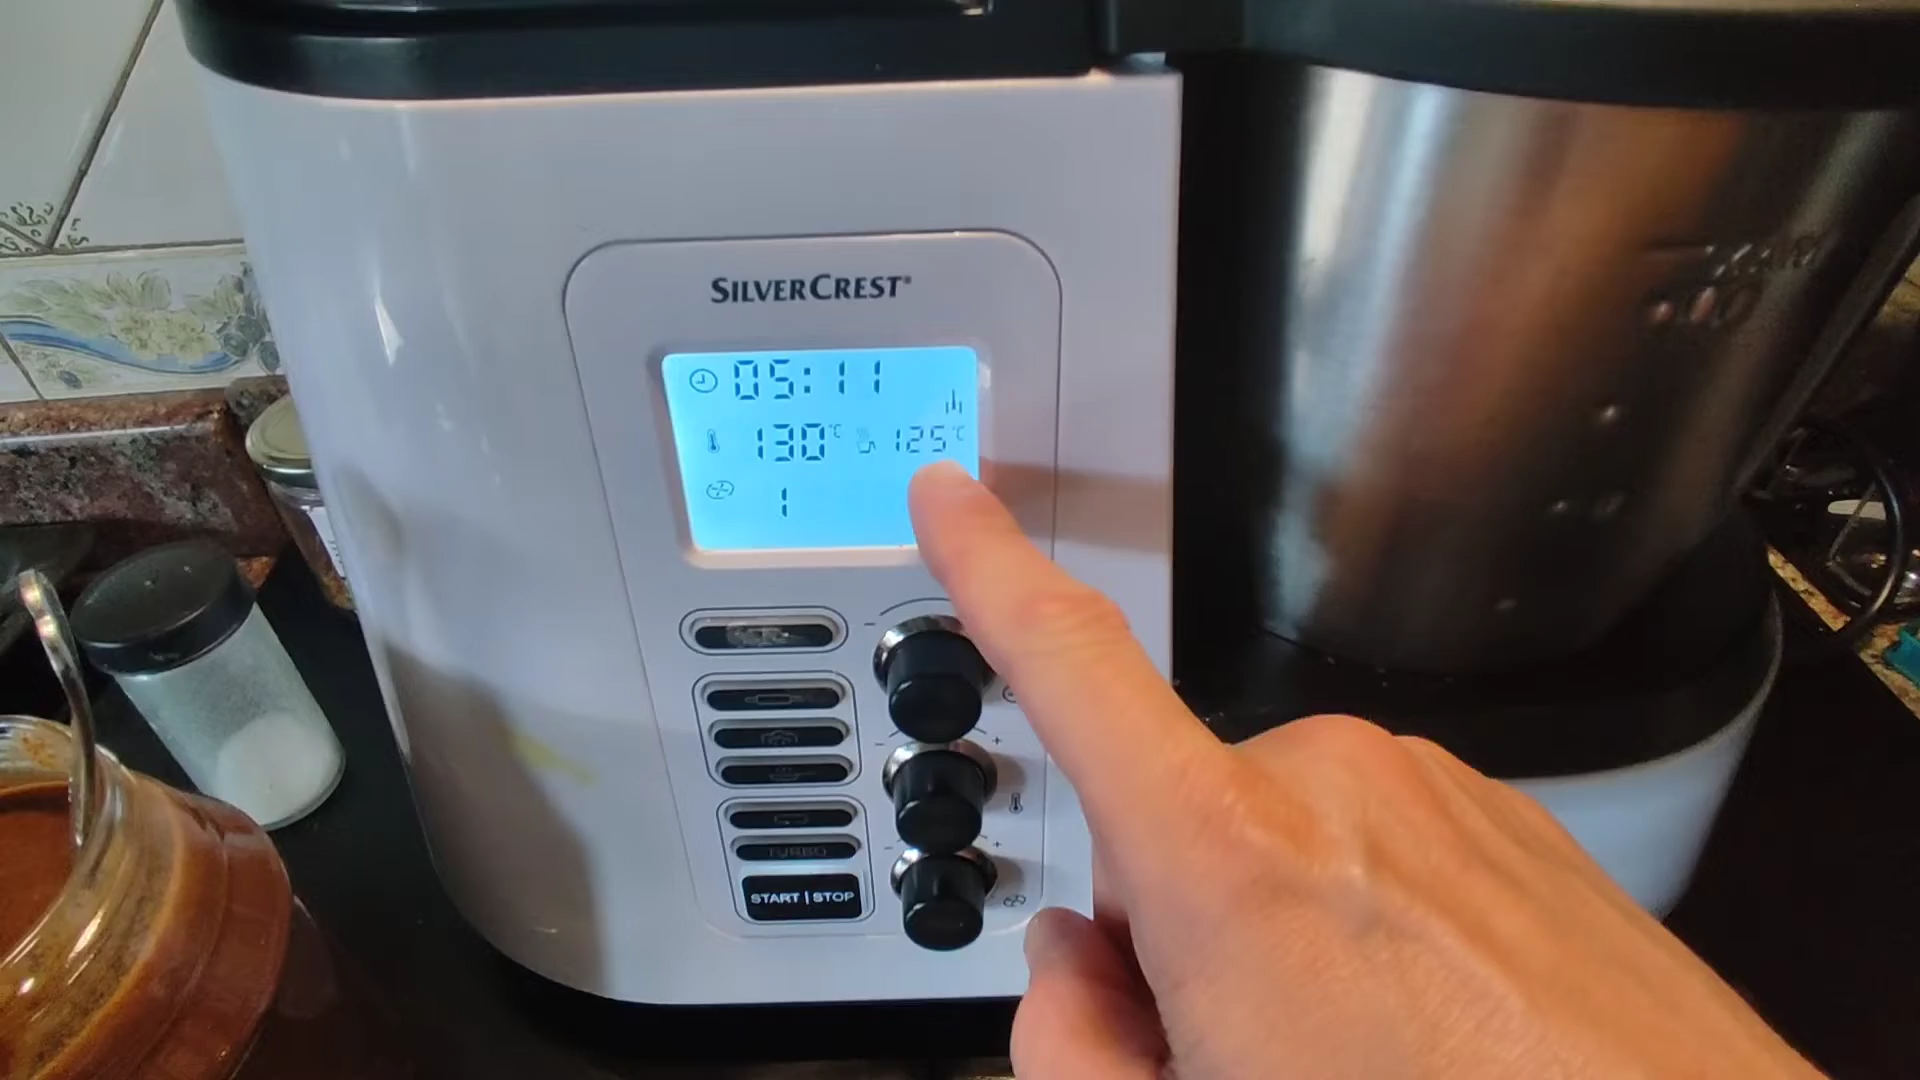 SILVERCREST®
05:11
130°C 125°C
1
TURBO
START | STOP